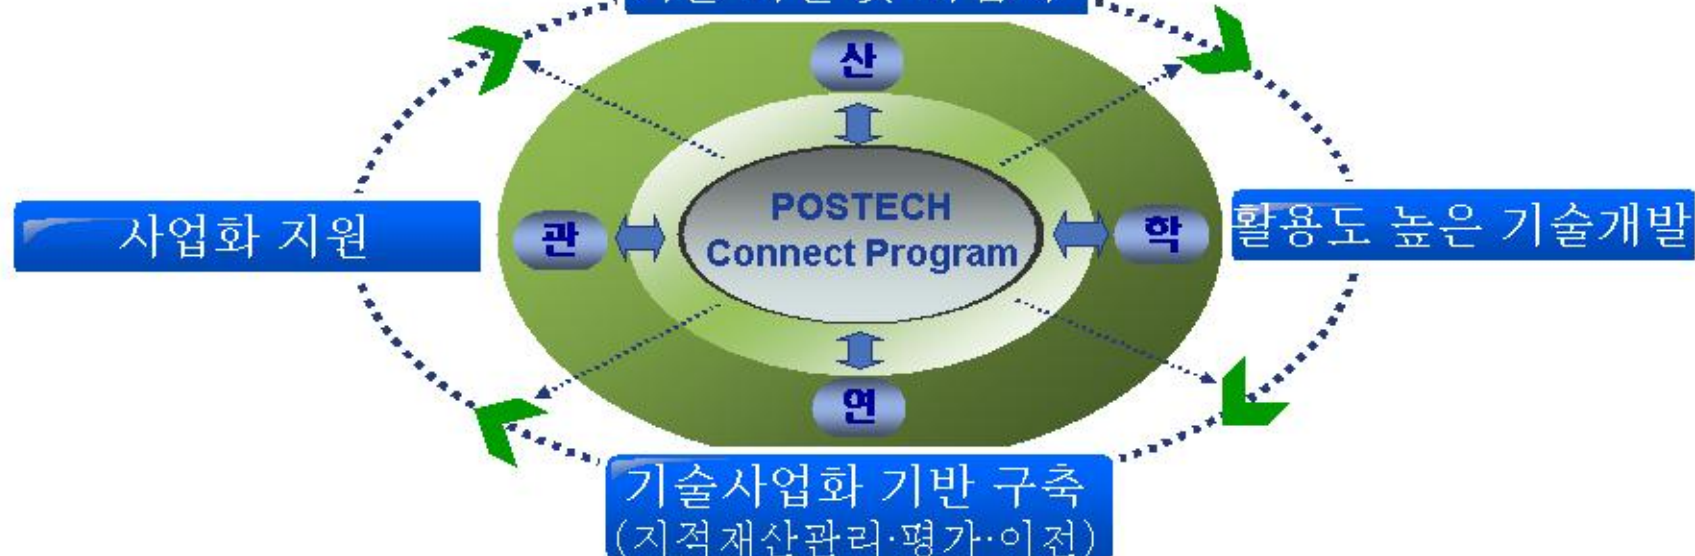 산
POSTECH
Connect Program
관
학
연
사업화 지원
활용도 높은 기술개발
기술사업화 기반 구축
(지적재산관리·평가··이전)